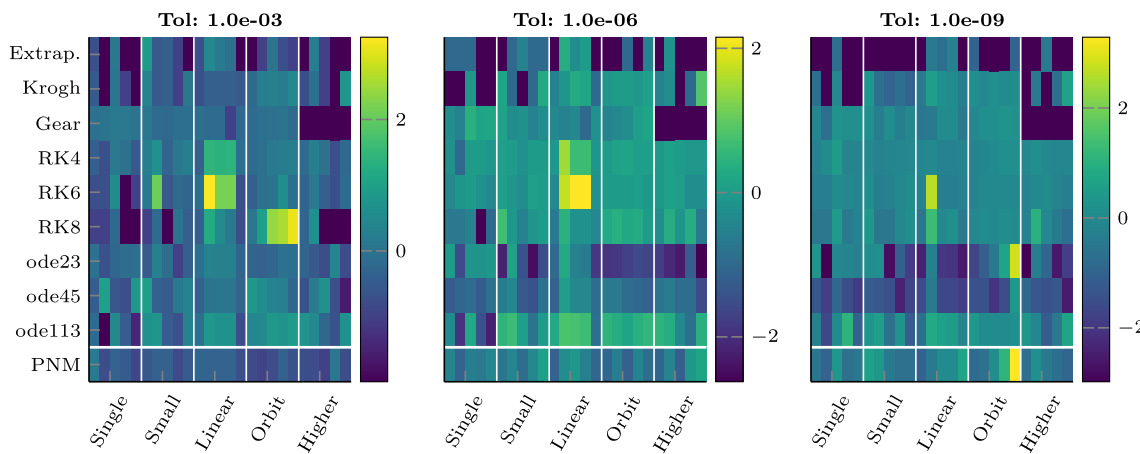 Tol: 1.0e-03
Tol: 1.0e-06
Tol: 1.0e-09
Extrap.
Krogh
Gear
RK4
RK6
RK8
ode23
ode45
ode113
PNM
2
0
2
0
−2
2
0
−2
Single
Small
Linear
Orbit
Higher
Single
Small
Linear
Orbit
Higher
Single
Small
Linear
Orbit
Higher